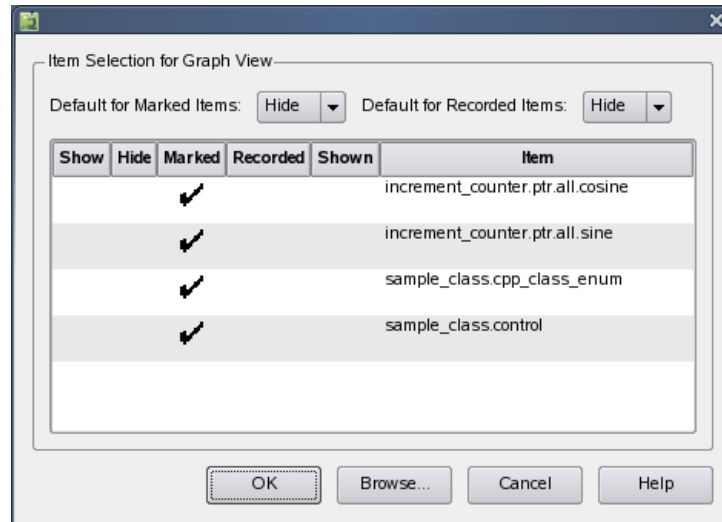 Item Selection for Graph View
Default for Marked Items: Hide Default for Recorded Items: Hide
Show Hide Marked Recorded Shown Item
increment_counter.ptr.all.cosine
increment_counter.ptr.all.sine
sample_class.cpp_class_enum
sample_class.control
OK Browse... Cancel Help